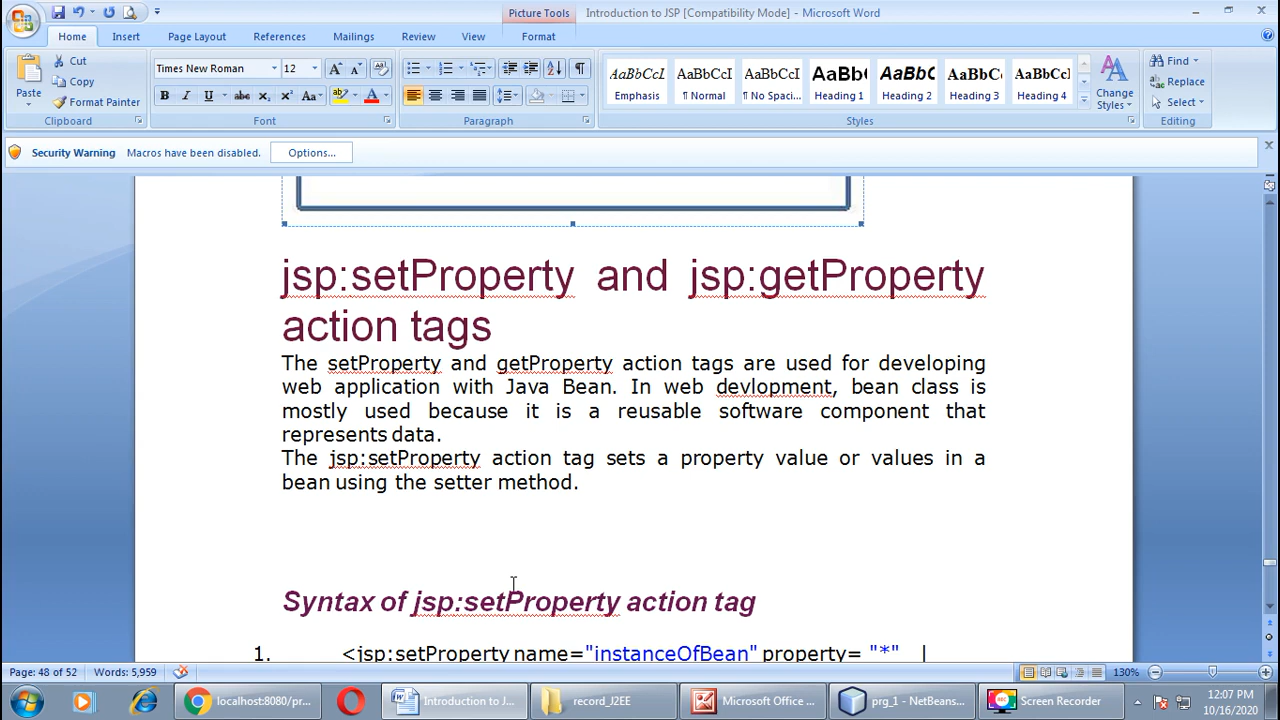 Picture Tools
Introduction to JSP [Compatibility Mode] - Microsoft Word
Home
Insert
Page Layout
References
Mailings
Review
View
Format
Paste
Cut
Copy
Format Painter
Clipboard
Times New Roman
12
Font
Paragraph
AaBbCcI
Emphasis
AaBbCcI
¶ Normal
AaBbCcI
¶ No Spaci...
AaBb(
Heading 1
AaBbC
Heading 2
AaBbC
Heading 3
AaBbCc
Heading 4
Change
Styles
Styles
Find
Replace
Select
Editing
Security Warning
Macros have been disabled.
Options...
jsp:setProperty and jsp:getProperty
action tags
The setProperty and getProperty action tags are used for developing
web application with Java Bean. In web devlopment, bean class is
mostly used because it is a reusable software component that
represents data.
The jsp:setProperty action tag sets a property value or values in a
bean using the setter method.
Syntax of jsp:setProperty action tag
1. <jsp:setProperty name="instanceOfBean" property= "*" |
Page: 48 of 52
Words: 5,959
130%
localhost:8080/pr...
Introduction to J...
record_J2EE
Microsoft Office ...
prg_1 - NetBeans...
Screen Recorder
12:07 PM
10/16/2020